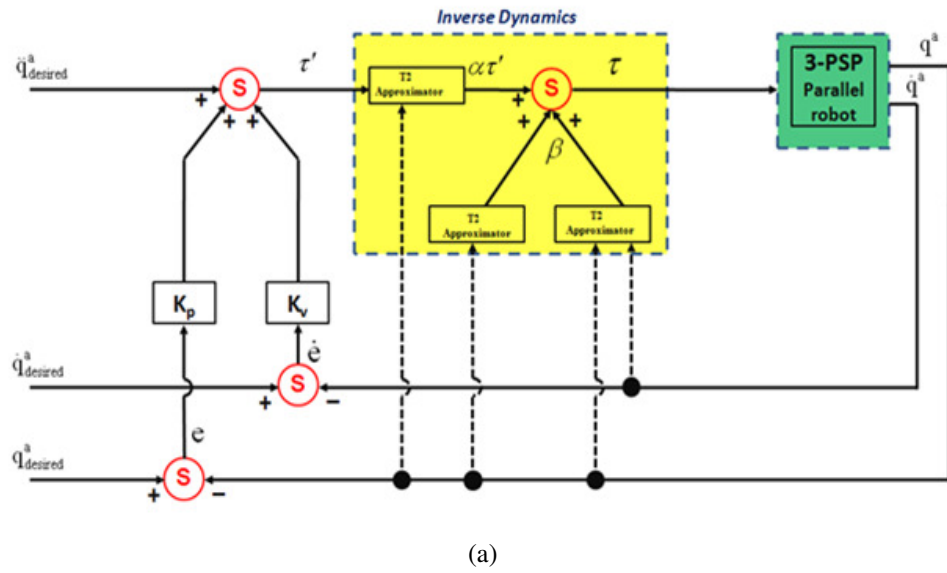 Inverse Dynamics
q̈ᵃdesired
τ′
T2
Approximator
ατ′
τ
3-PSP
Parallel
robot
qᵃ
q̇ᵃ
S
S
+
+
+
+
+
+
β
T2
Approximator
T2
Approximator
Kp
Kv
ė
q̇ᵃdesired
S
+
−
e
qᵃdesired
S
+
−
(a)